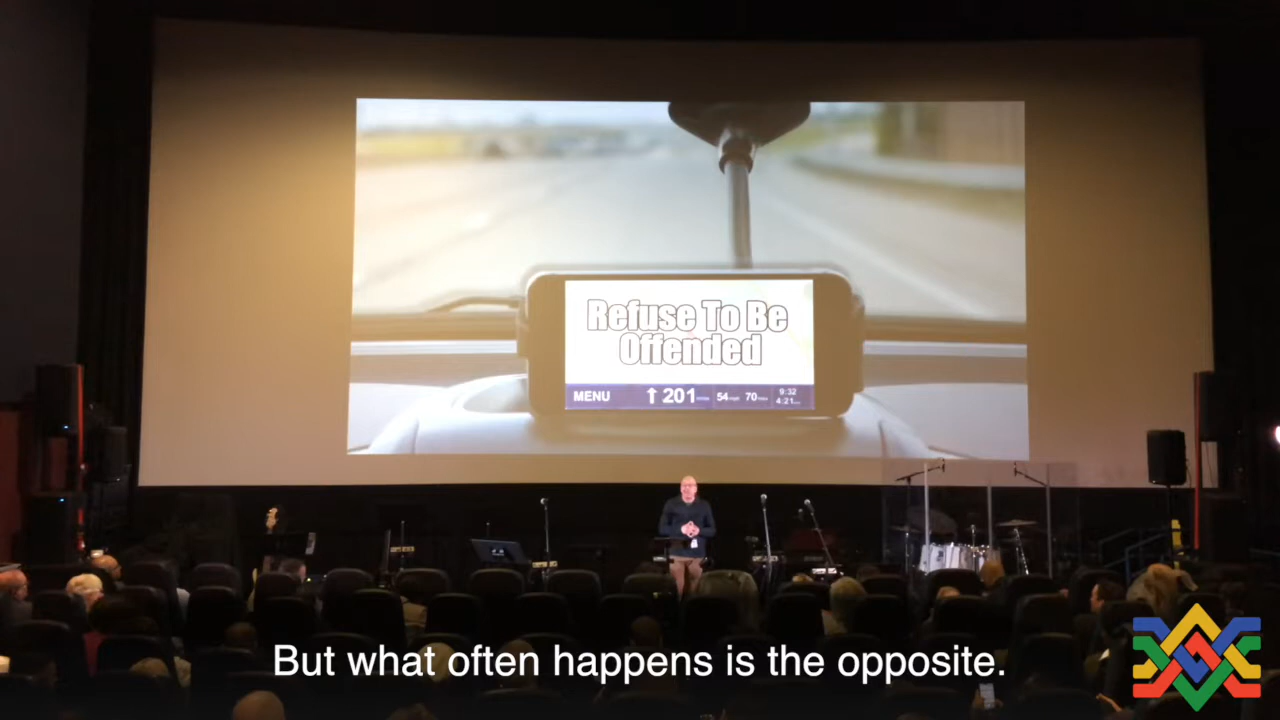 Refuse To Be
Offended
MENU 201 54 70 9:32
4:21
But what often happens is the opposite.